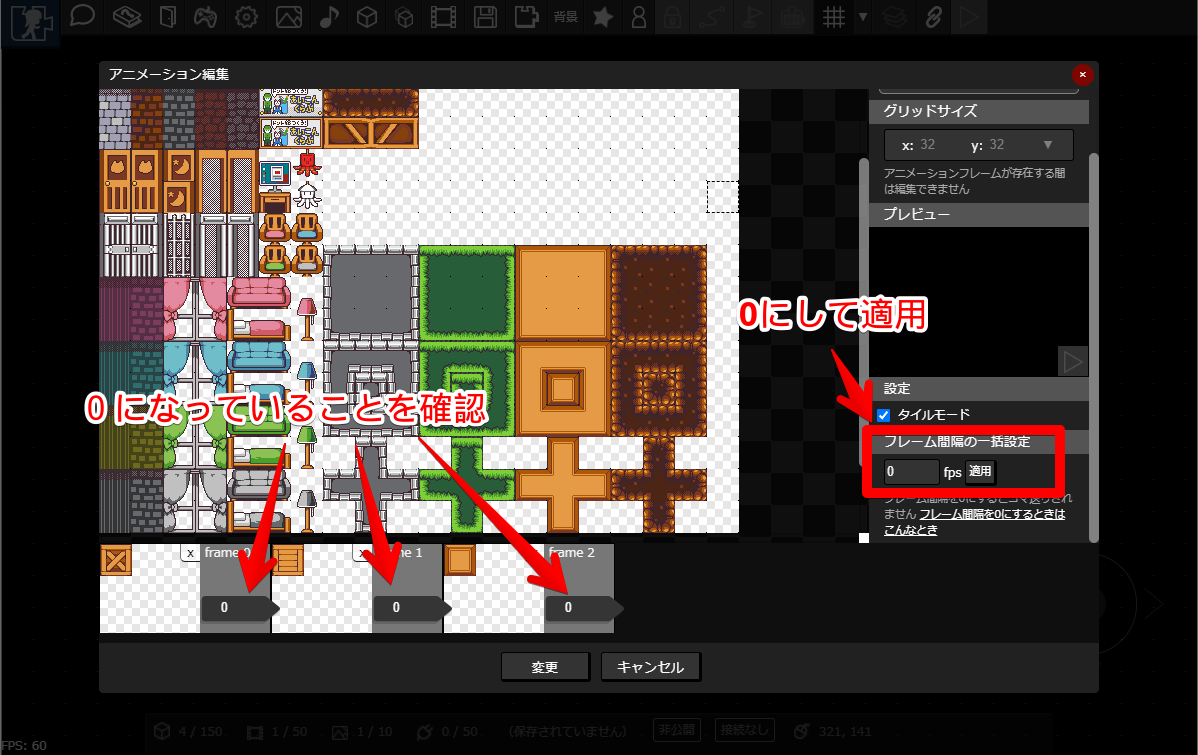 背景
アニメーション編集
×
グリッドサイズ
x: 32 y: 32 ▼
アニメーションフレームが存在する間
は編集できません
プレビュー
0にして適用
設定
タイルモード
0になっていることを確認
フレーム間隔の一括設定
0 fps 適用
フレーム間隔を0にするとコマ送りされ
ません フレーム間隔を0にするときは
こんなとき
x frame 0
x frame 1
frame 2
0
0
0
変更
キャンセル
4 / 150
1 / 50
1 / 10
0 / 50
(保存されていません)
非公開
接続なし
321, 141
FPS: 60